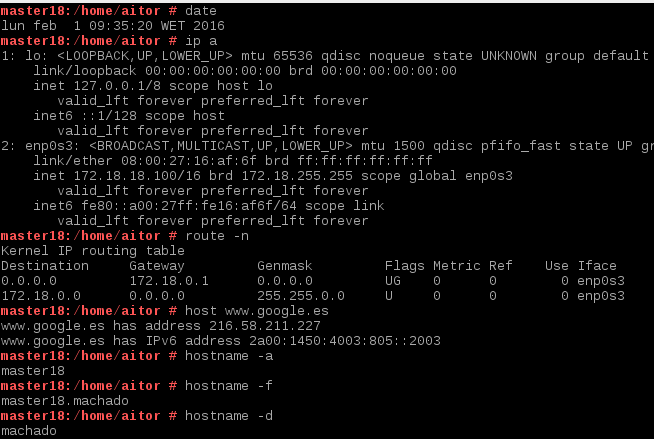 master18:/home/aitor # date
lun feb  1 09:35:20 WET 2016
master18:/home/aitor # ip a
1: lo: <LOOPBACK,UP,LOWER_UP> mtu 65536 qdisc noqueue state UNKNOWN group default
    link/loopback 00:00:00:00:00:00 brd 00:00:00:00:00:00
    inet 127.0.0.1/8 scope host lo
       valid_lft forever preferred_lft forever
    inet6 ::1/128 scope host
       valid_lft forever preferred_lft forever
2: enp0s3: <BROADCAST,MULTICAST,UP,LOWER_UP> mtu 1500 qdisc pfifo_fast state UP gr
    link/ether 08:00:27:16:af:6f brd ff:ff:ff:ff:ff:ff
    inet 172.18.18.100/16 brd 172.18.255.255 scope global enp0s3
       valid_lft forever preferred_lft forever
    inet6 fe80::a00:27ff:fe16:af6f/64 scope link
       valid_lft forever preferred_lft forever
master18:/home/aitor # route -n
Kernel IP routing table
Destination     Gateway         Genmask         Flags Metric Ref    Use Iface
0.0.0.0         172.18.0.1      0.0.0.0         UG    0      0        0 enp0s3
172.18.0.0      0.0.0.0         255.255.0.0     U     0      0        0 enp0s3
master18:/home/aitor # host www.google.es
www.google.es has address 216.58.211.227
www.google.es has IPv6 address 2a00:1450:4003:805::2003
master18:/home/aitor # hostname -a
master18
master18:/home/aitor # hostname -f
master18.machado
master18:/home/aitor # hostname -d
machado